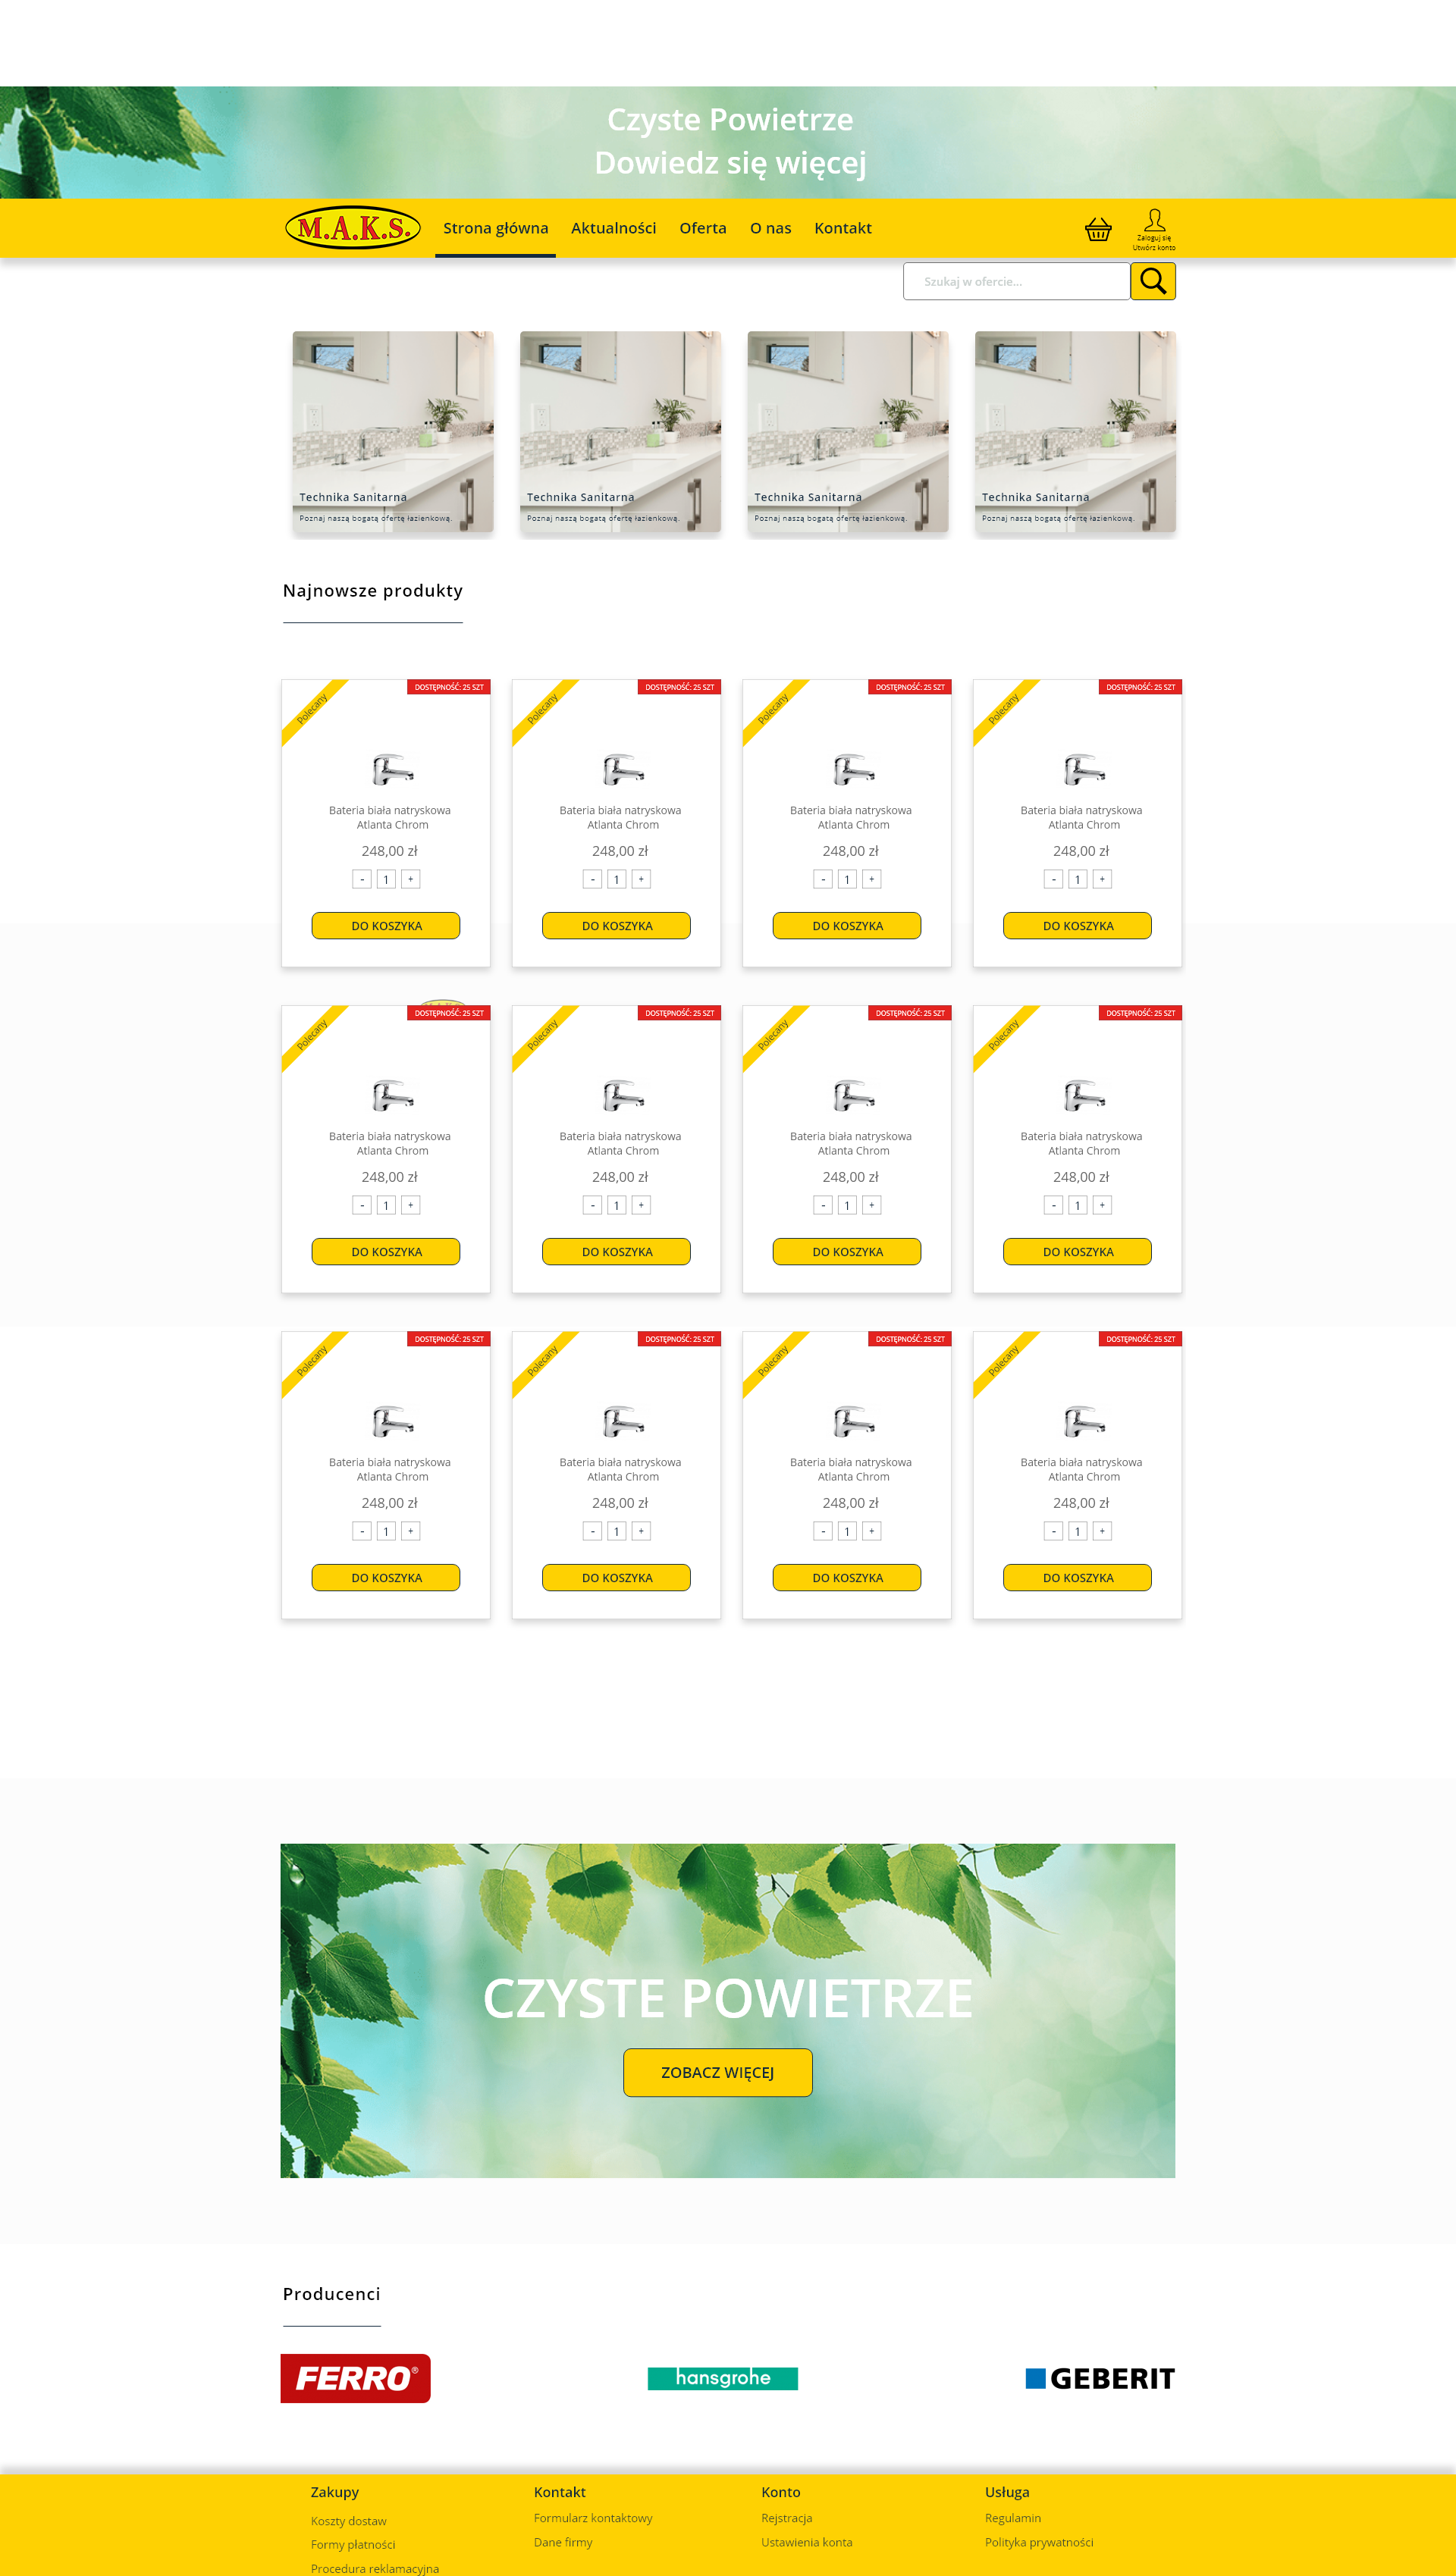 Czyste Powietrze
Dowiedz się więcej
M.A.K.S. Strona główna Aktualności Oferta O nas Kontakt
Zaloguj się
Utwórz konto
Szukaj w ofercie...
Technika Sanitarna Technika Sanitarna Technika Sanitarna Technika Sanitarna
Poznaj naszą bogatą ofertę łazienkową. Poznaj naszą bogatą ofertę łazienkową. Poznaj naszą bogatą ofertę łazienkową. Poznaj naszą bogatą ofertę łazienkową.
Najnowsze produkty
Polecany DOSTĘPNOŚĆ: 25 SZT Polecany DOSTĘPNOŚĆ: 25 SZT Polecany DOSTĘPNOŚĆ: 25 SZT Polecany DOSTĘPNOŚĆ: 25 SZT
Bateria biała natryskowa Bateria biała natryskowa Bateria biała natryskowa Bateria biała natryskowa
Atlanta Chrom Atlanta Chrom Atlanta Chrom Atlanta Chrom
248,00 zł 248,00 zł 248,00 zł 248,00 zł
- 1 + - 1 + - 1 + - 1 +
DO KOSZYKA DO KOSZYKA DO KOSZYKA DO KOSZYKA
Polecany DOSTĘPNOŚĆ: 25 SZT Polecany DOSTĘPNOŚĆ: 25 SZT Polecany DOSTĘPNOŚĆ: 25 SZT Polecany DOSTĘPNOŚĆ: 25 SZT
Bateria biała natryskowa Bateria biała natryskowa Bateria biała natryskowa Bateria biała natryskowa
Atlanta Chrom Atlanta Chrom Atlanta Chrom Atlanta Chrom
248,00 zł 248,00 zł 248,00 zł 248,00 zł
- 1 + - 1 + - 1 + - 1 +
DO KOSZYKA DO KOSZYKA DO KOSZYKA DO KOSZYKA
Polecany DOSTĘPNOŚĆ: 25 SZT Polecany DOSTĘPNOŚĆ: 25 SZT Polecany DOSTĘPNOŚĆ: 25 SZT Polecany DOSTĘPNOŚĆ: 25 SZT
Bateria biała natryskowa Bateria biała natryskowa Bateria biała natryskowa Bateria biała natryskowa
Atlanta Chrom Atlanta Chrom Atlanta Chrom Atlanta Chrom
248,00 zł 248,00 zł 248,00 zł 248,00 zł
- 1 + - 1 + - 1 + - 1 +
DO KOSZYKA DO KOSZYKA DO KOSZYKA DO KOSZYKA
CZYSTE POWIETRZE
ZOBACZ WIĘCEJ
Producenci
FERRO® hansgrohe GEBERIT
Zakupy Kontakt Konto Usługa
Koszty dostaw Formularz kontaktowy Rejstracja Regulamin
Formy płatności Dane firmy Ustawienia konta Polityka prywatności
Procedura reklamacyjna